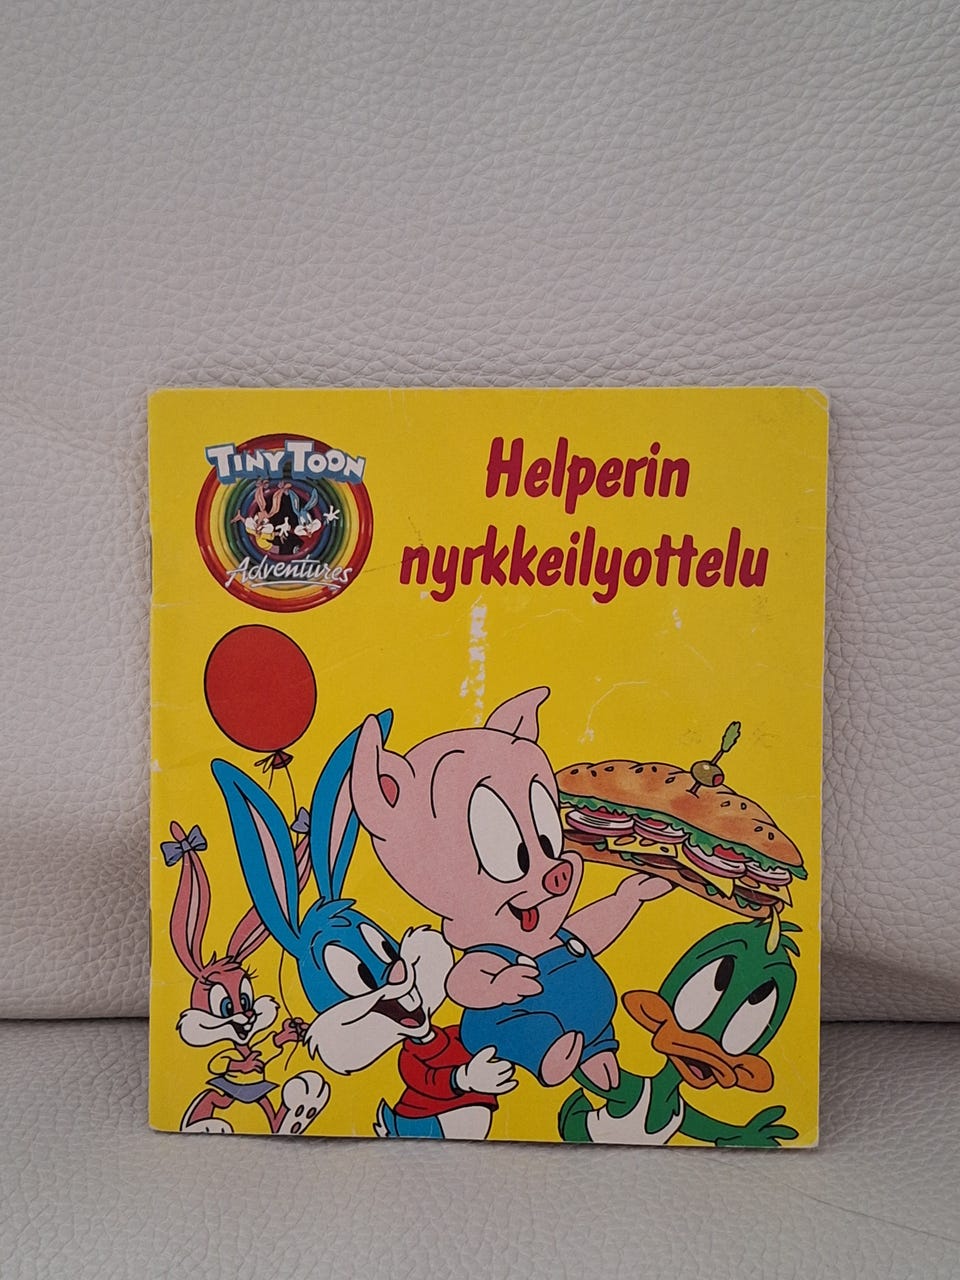 TINY TOON
Adventures
Helperin
nyrkkeilyottelu